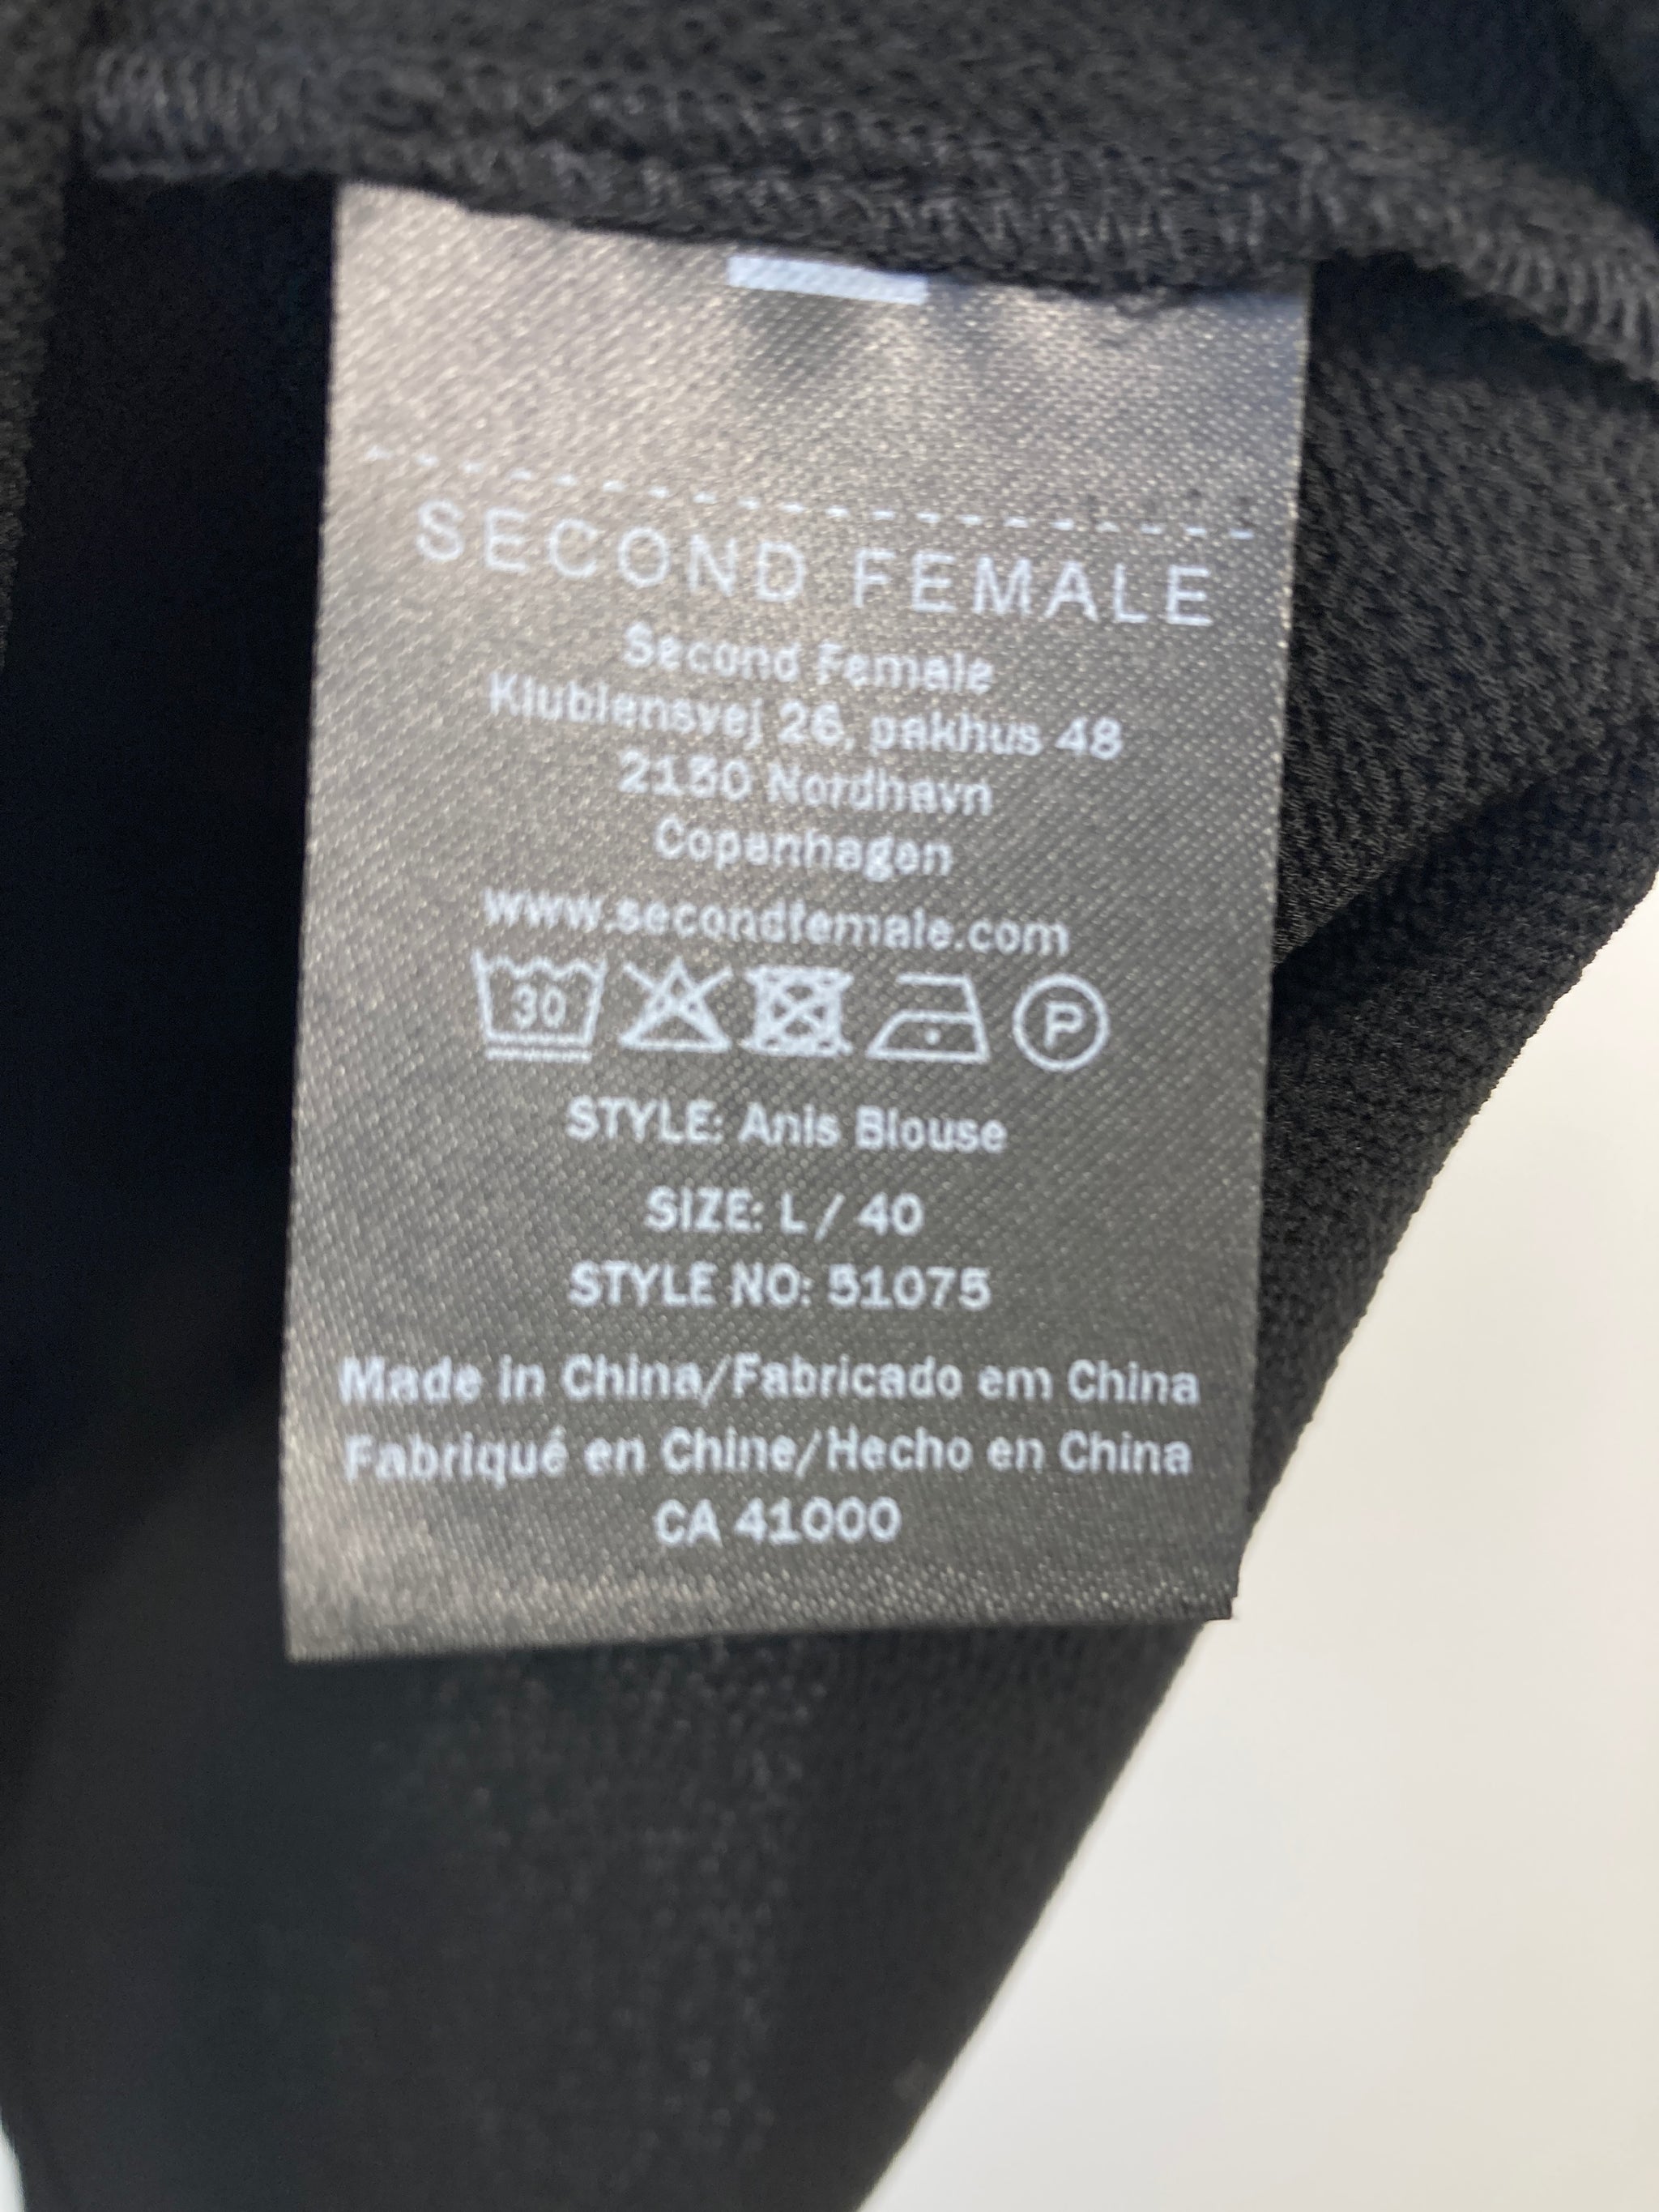 SECOND FEMALE
Second Female
Klublensvej 26, pakhus 48
2150 Nordhavn
Copenhagen
www.secondfemale.com
30 P
STYLE: Anis Blouse
SIZE: L / 40
STYLE NO: 51075
Made in China/Fabricado em China
Fabriqué en Chine/Hecho en China
CA 41000